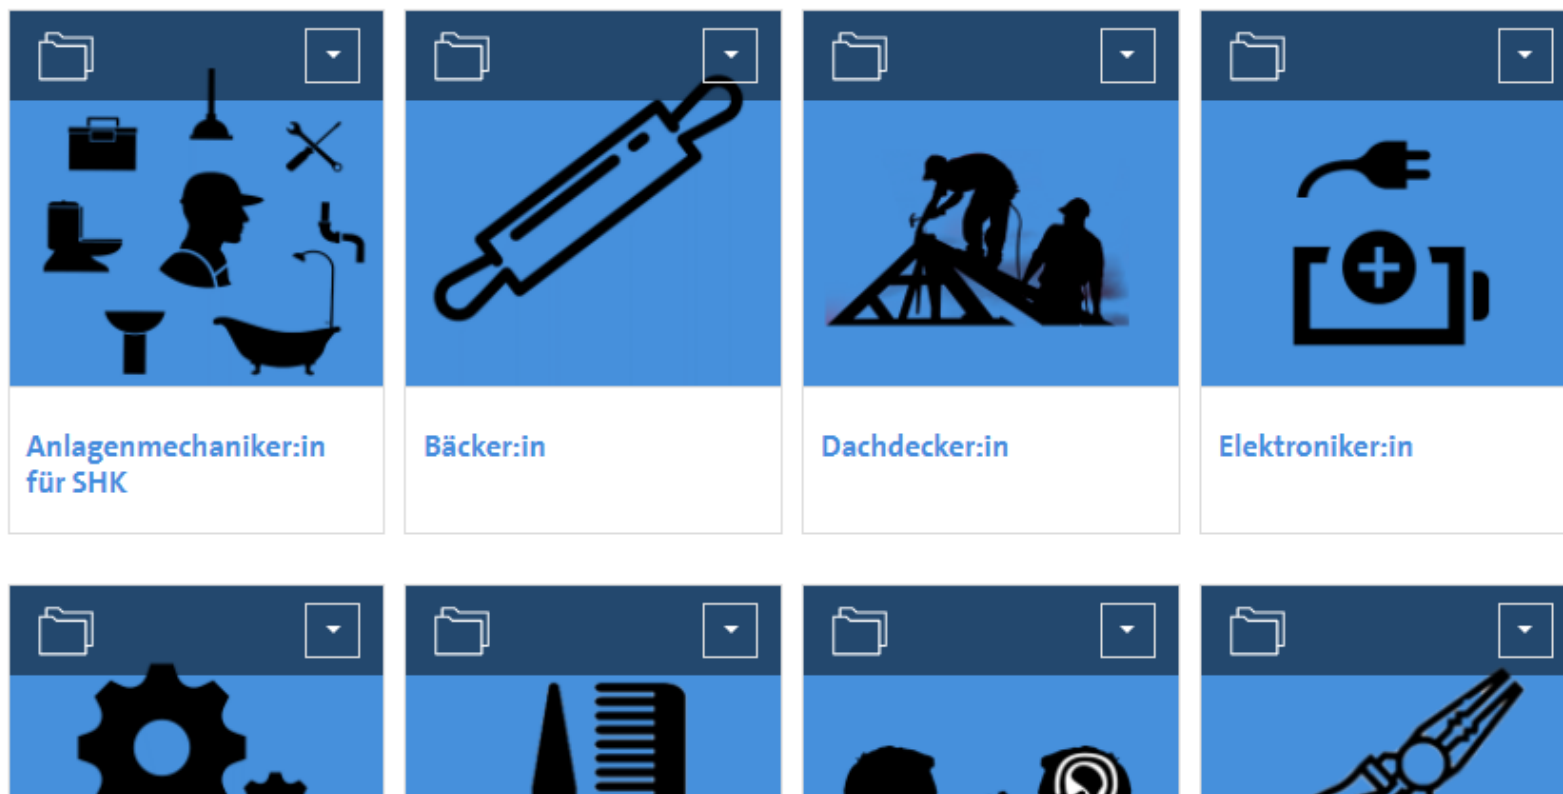 Anlagenmechaniker:in
für SHK
Bäcker:in
Dachdecker:in
Elektroniker:in